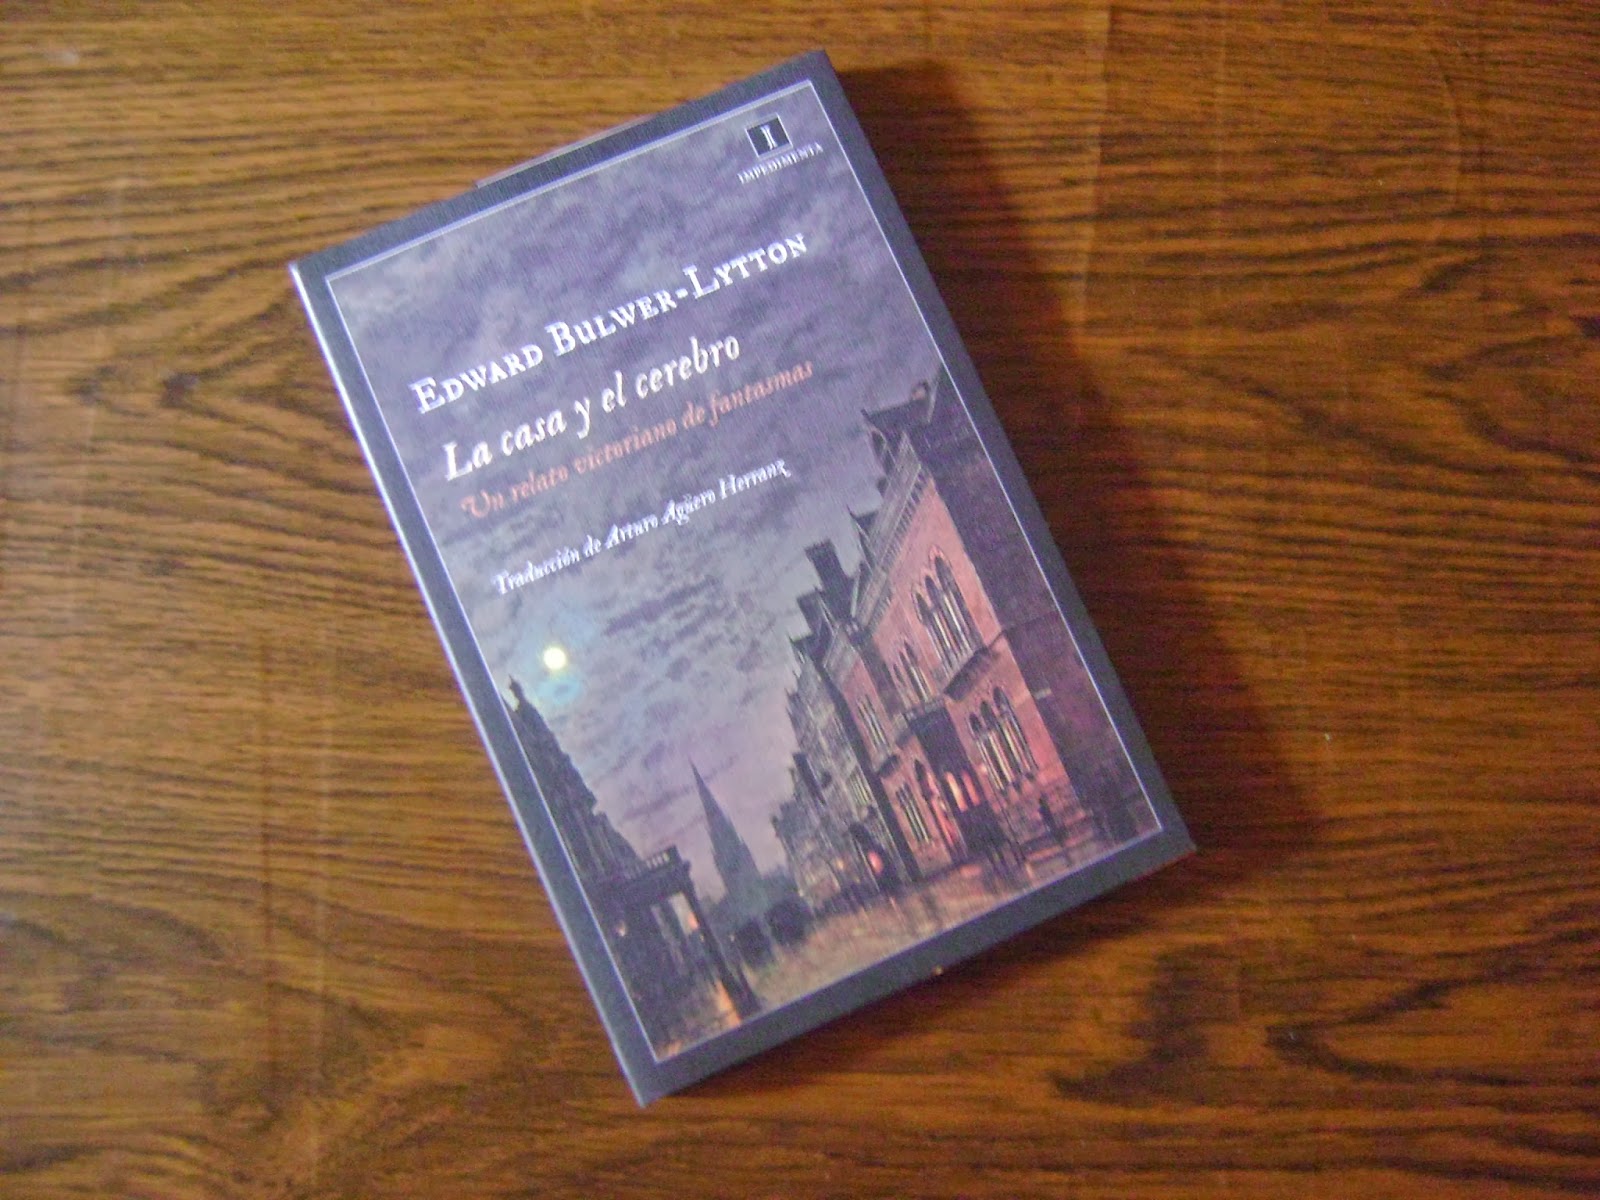 IMPEDIMENTA
EDWARD BULWER-LYTTON
La casa y el cerebro
Un relato victoriano de fantasmas
Traducción de Arturo Agüero Herranz